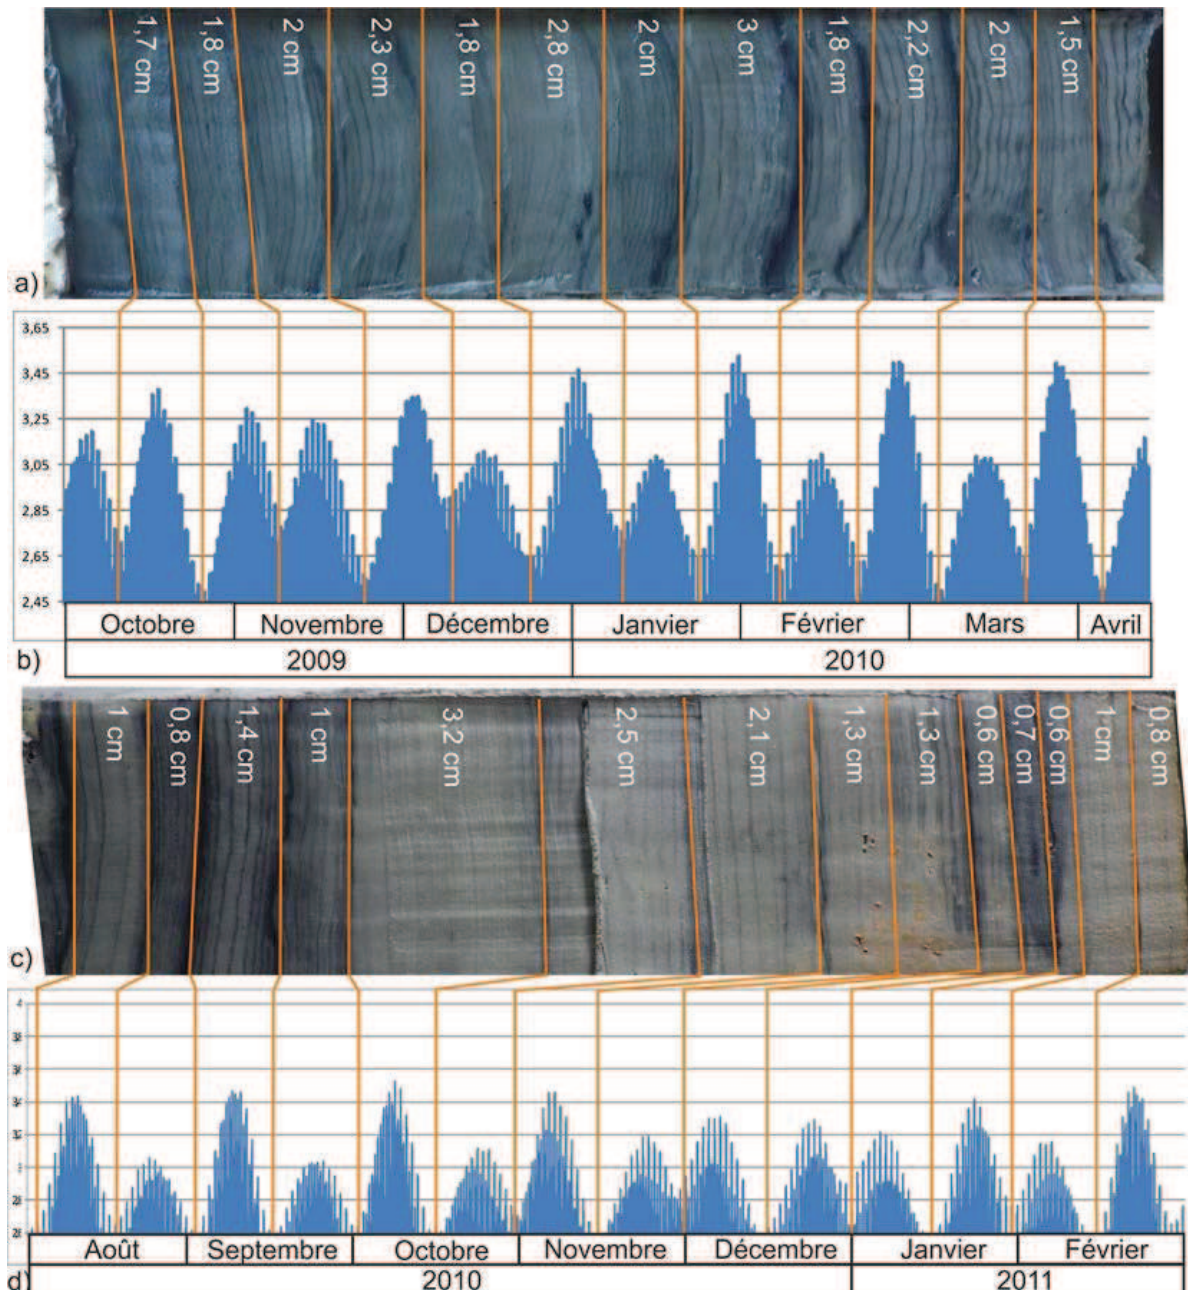 1,7 cm
1,8 cm
2 cm
2,3 cm
1,8 cm
2,8 cm
2 cm
3 cm
1,8 cm
2,2 cm
2 cm
1,5 cm
a)
3,65
3,45
3,25
3,05
2,85
2,65
2,45
Octobre Novembre Décembre Janvier Février Mars Avril
b) 2009 2010
1 cm
0,8 cm
1,4 cm
1 cm
3,2 cm
2,5 cm
2,1 cm
1,3 cm
1,3 cm
0,6 cm
0,7 cm
0,6 cm
1 cm
0,8 cm
c)
4
3
Août Septembre Octobre Novembre Décembre Janvier Février
d) 2010 2011